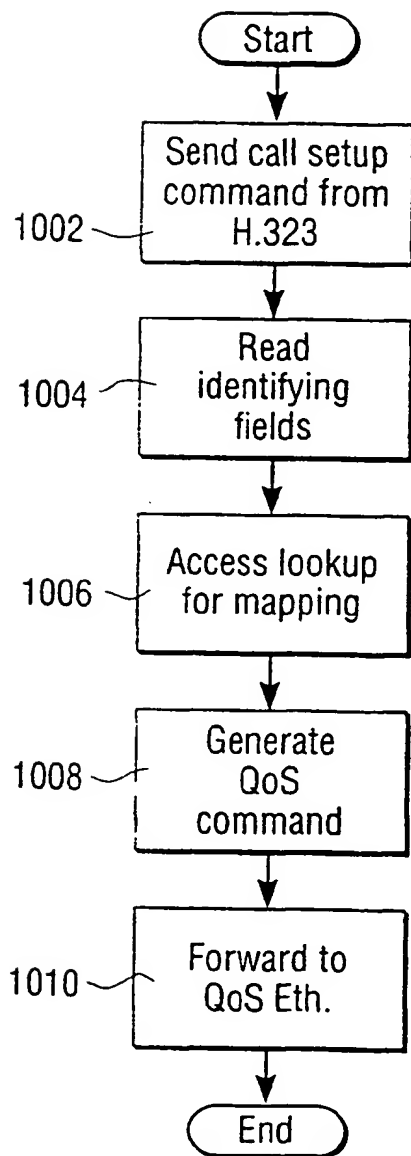 Start
Send call setup
command from
H.323
1002
Read
identifying
fields
1004
Access lookup
for mapping
1006
Generate
QoS
command
1008
Forward to
QoS Eth.
1010
End